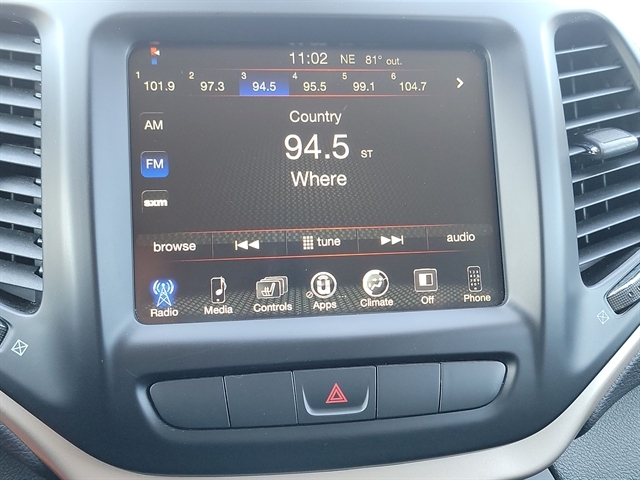 11:02 NE 81° out.
1 2 3 4 5 6
101.9 97.3 94.5 95.5 99.1 104.7
AM
Country
94.5 ST
FM
Where
sxm
browse tune audio
Radio Media Controls Apps Climate Off Phone